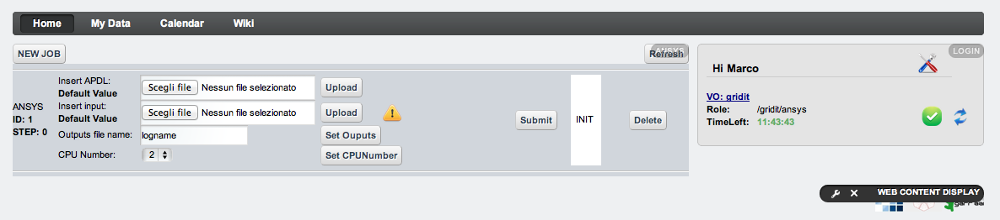 Home My Data Calendar Wiki
NEW JOB
ANSYS
Refresh
ANSYS
ID: 1
STEP: 0
Insert APDL:
Default Value
Scegli file Nessun file selezionato Upload
Insert input:
Default Value
Scegli file Nessun file selezionato Upload
Outputs file name: logname Set Ouputs
CPU Number: 2 Set CPUNumber
Submit INIT Delete
LOGIN
Hi Marco
VO: gridit
Role: /gridit/ansys
TimeLeft: 11:43:43
WEB CONTENT DISPLAY